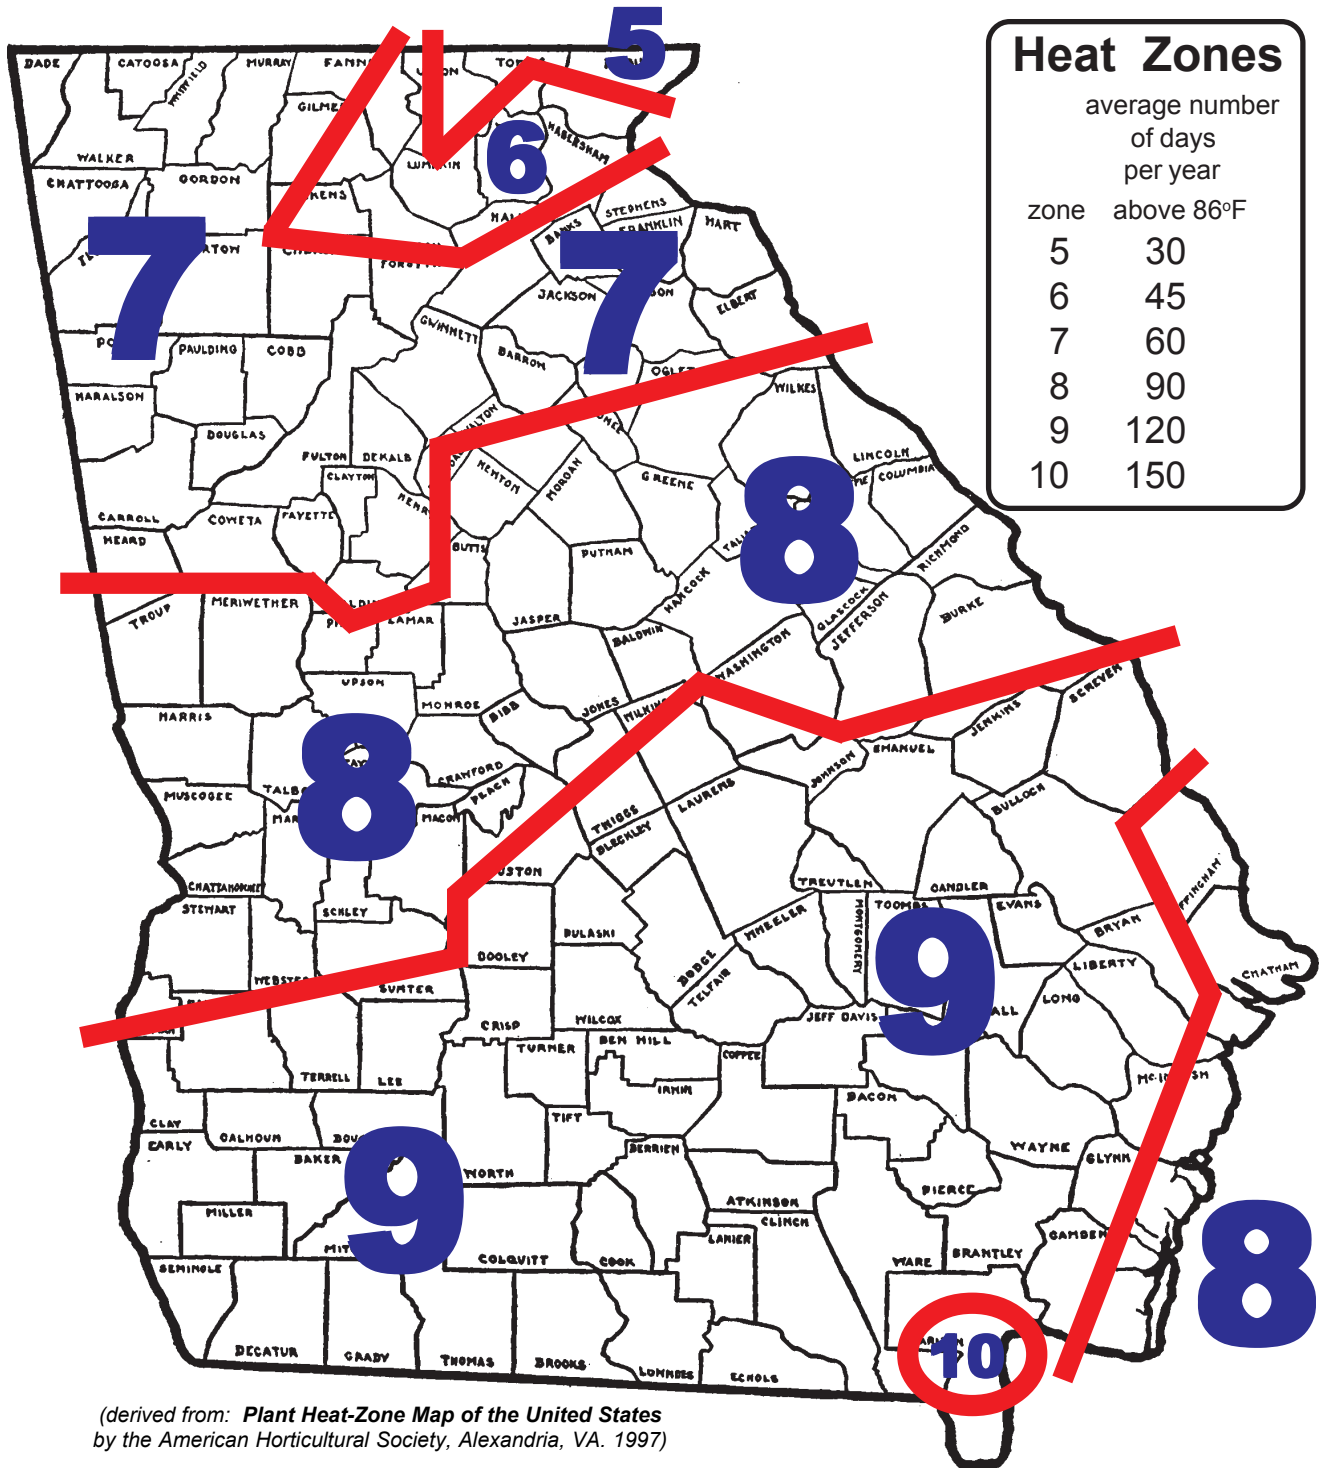 5
Heat Zones
average number
of days
per year
zone above 86°F
5 30
6 45
7 60
8 90
9 120
10 150
DADE
CATOOSA
MURRAY
WALKER
CHATTOOGA
GORDON
6
HABERSHAM
STEPHENS
HART
BANKS
FRANKLIN
7
7
JACKSON
ELBERT
GWINNETT
BARROW
PAULDING
COBB
HARALSON
WILKES
DOUGLAS
FULTON
DEKALB
WALTON
NEWTON
MORGAN
GREENE
LINCOLN
COLUMBIA
CLAYTON
8
CARROLL
COWETA
FAYETTE
HEARD
BUTTS
PUTNAM
RICHMOND
HANCOCK
GLASCOCK
JEFFERSON
BURKE
TROUP
MERIWETHER
LAMAR
JASPER
BALDWIN
WASHINGTON
UPSON
MONROE
BIBB
JONES
JENKINS
SCREVEN
HARRIS
8
CRAWFORD
PEACH
MACON
JOHNSON
EMANUEL
MUSCOGEE
TWIGGS
BLECKLEY
LAURENS
BULLOCH
CHATTAHOOCHEE
STEWART
SCHLEY
TREUTLEN
CANDLER
TOOMBS
EVANS
MONTGOMERY
WHEELER
PULASKI
DOOLEY
BRYAN
9
DODGE
TELFAIR
LIBERTY
LONG
CHATHAM
SUMTER
CRISP
WILCOX
JEFF DAVIS
TURNER
BEN HILL
COFFEE
IRWIN
TERRELL
LEE
BACON
CLAY
EARLY
CALHOUN
TIFT
BAKER
BERRIEN
WORTH
WAYNE
GLYNN
9
PIERCE
MILLER
ATKINSON
CLINCH
LANIER
8
CAMDEN
COLQUITT
COOK
WARE
BRANTLEY
SEMINOLE
10
DECATUR
GRADY
THOMAS
BROOKS
LOWNDES
ECHOLS
(derived from: Plant Heat-Zone Map of the United States
by the American Horticultural Society, Alexandria, VA. 1997)